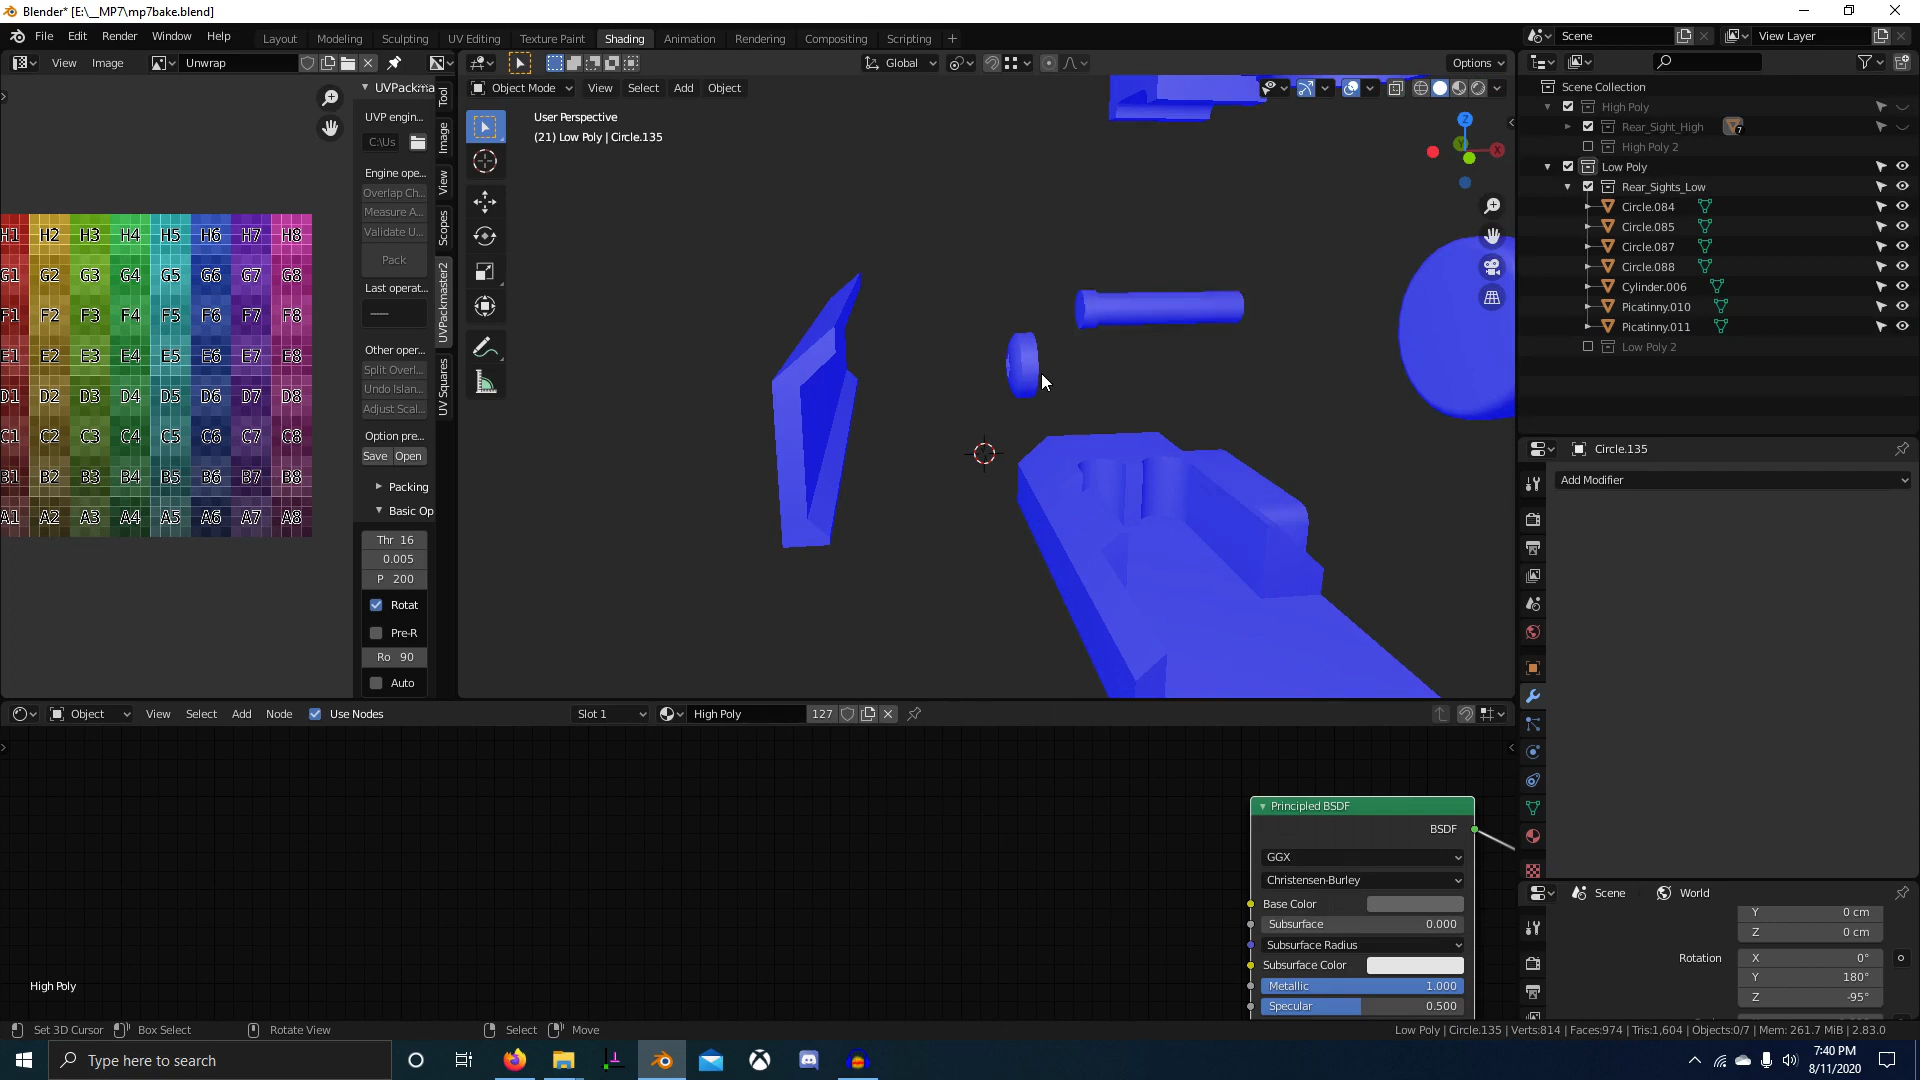 Blender* [E:\__MP7\mp7bake.blend]
File Edit Render Window Help
Layout Modeling Sculpting UV Editing Texture Paint Shading Animation Rendering Compositing Scripting +
Scene
View Layer
View Image
Unwrap
Global
Options
Object Mode View Select Add Object
UVPackma
UVP engin...
C:\Us
Engine ope...
Overlap Ch...
Measure A...
Validate U...
Pack
Last operat...
Other oper...
Split Overl...
Undo Islan...
Adjust Scal...
Option pre...
Save Open
Packing
Basic Op
Thr 16
0.005
P 200
Rotat
Pre-R
Ro 90
Auto
Tool
Image
View
Scopes
UVPackmaster2
UV Squares
H1 H2 H3 H4 H5 H6 H7 H8
G1 G2 G3 G4 G5 G6 G7 G8
F1 F2 F3 F4 F5 F6 F7 F8
E1 E2 E3 E4 E5 E6 E7 E8
D1 D2 D3 D4 D5 D6 D7 D8
C1 C2 C3 C4 C5 C6 C7 C8
B1 B2 B3 B4 B5 B6 B7 B8
A1 A2 A3 A4 A5 A6 A7 A8
User Perspective
(21) Low Poly | Circle.135
Z
X
Y
Scene Collection
High Poly
Rear_Sight_High
7
High Poly 2
Low Poly
Rear_Sights_Low
Circle.084
Circle.085
Circle.087
Circle.088
Cylinder.006
Picatinny.010
Picatinny.011
Low Poly 2
Circle.135
Add Modifier
Object View Select Add Node Use Nodes
Slot 1
High Poly 127
Principled BSDF
BSDF
GGX
Christensen-Burley
Base Color
Subsurface 0.000
Subsurface Radius
Subsurface Color
Metallic 1.000
Specular 0.500
High Poly
Scene World
Y 0 cm
Z 0 cm
Rotation X 0°
Y 180°
Z -95°
Set 3D Cursor Box Select Rotate View Select Move
Low Poly | Circle.135 | Verts:814 | Faces:974 | Tris:1,604 | Objects:0/7 | Mem: 261.7 MiB | 2.83.0
Type here to search
7:40 PM
8/11/2020